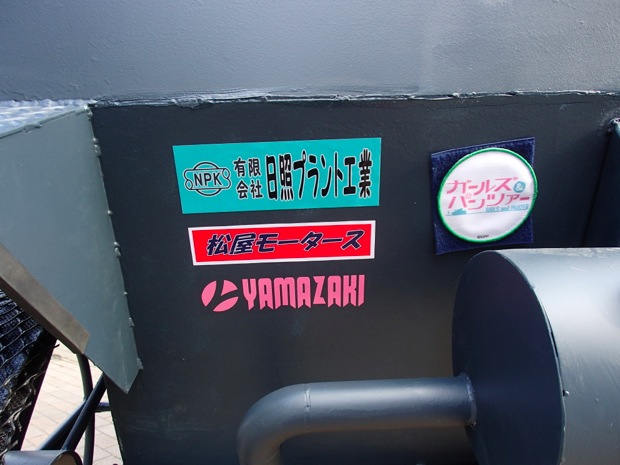 NPK 有限会社 日照プラント工業
松屋モータース
YAMAZAKI
ガールズ&
パンツァー
GIRLS und PANZER